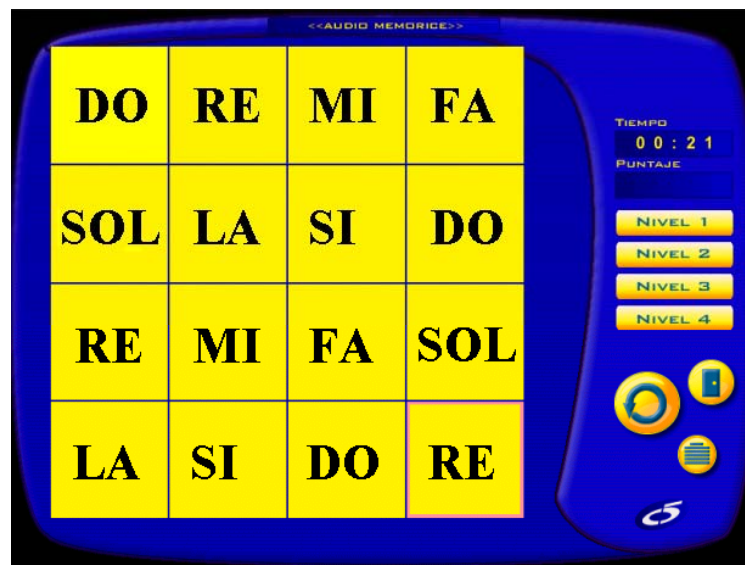 <<AUDIO MEMORICE>>
DO RE MI FA
SOL LA SI DO
RE MI FA SOL
LA SI DO RE
TIEMPO
00:21
PUNTAJE
NIVEL 1
NIVEL 2
NIVEL 3
NIVEL 4
C5